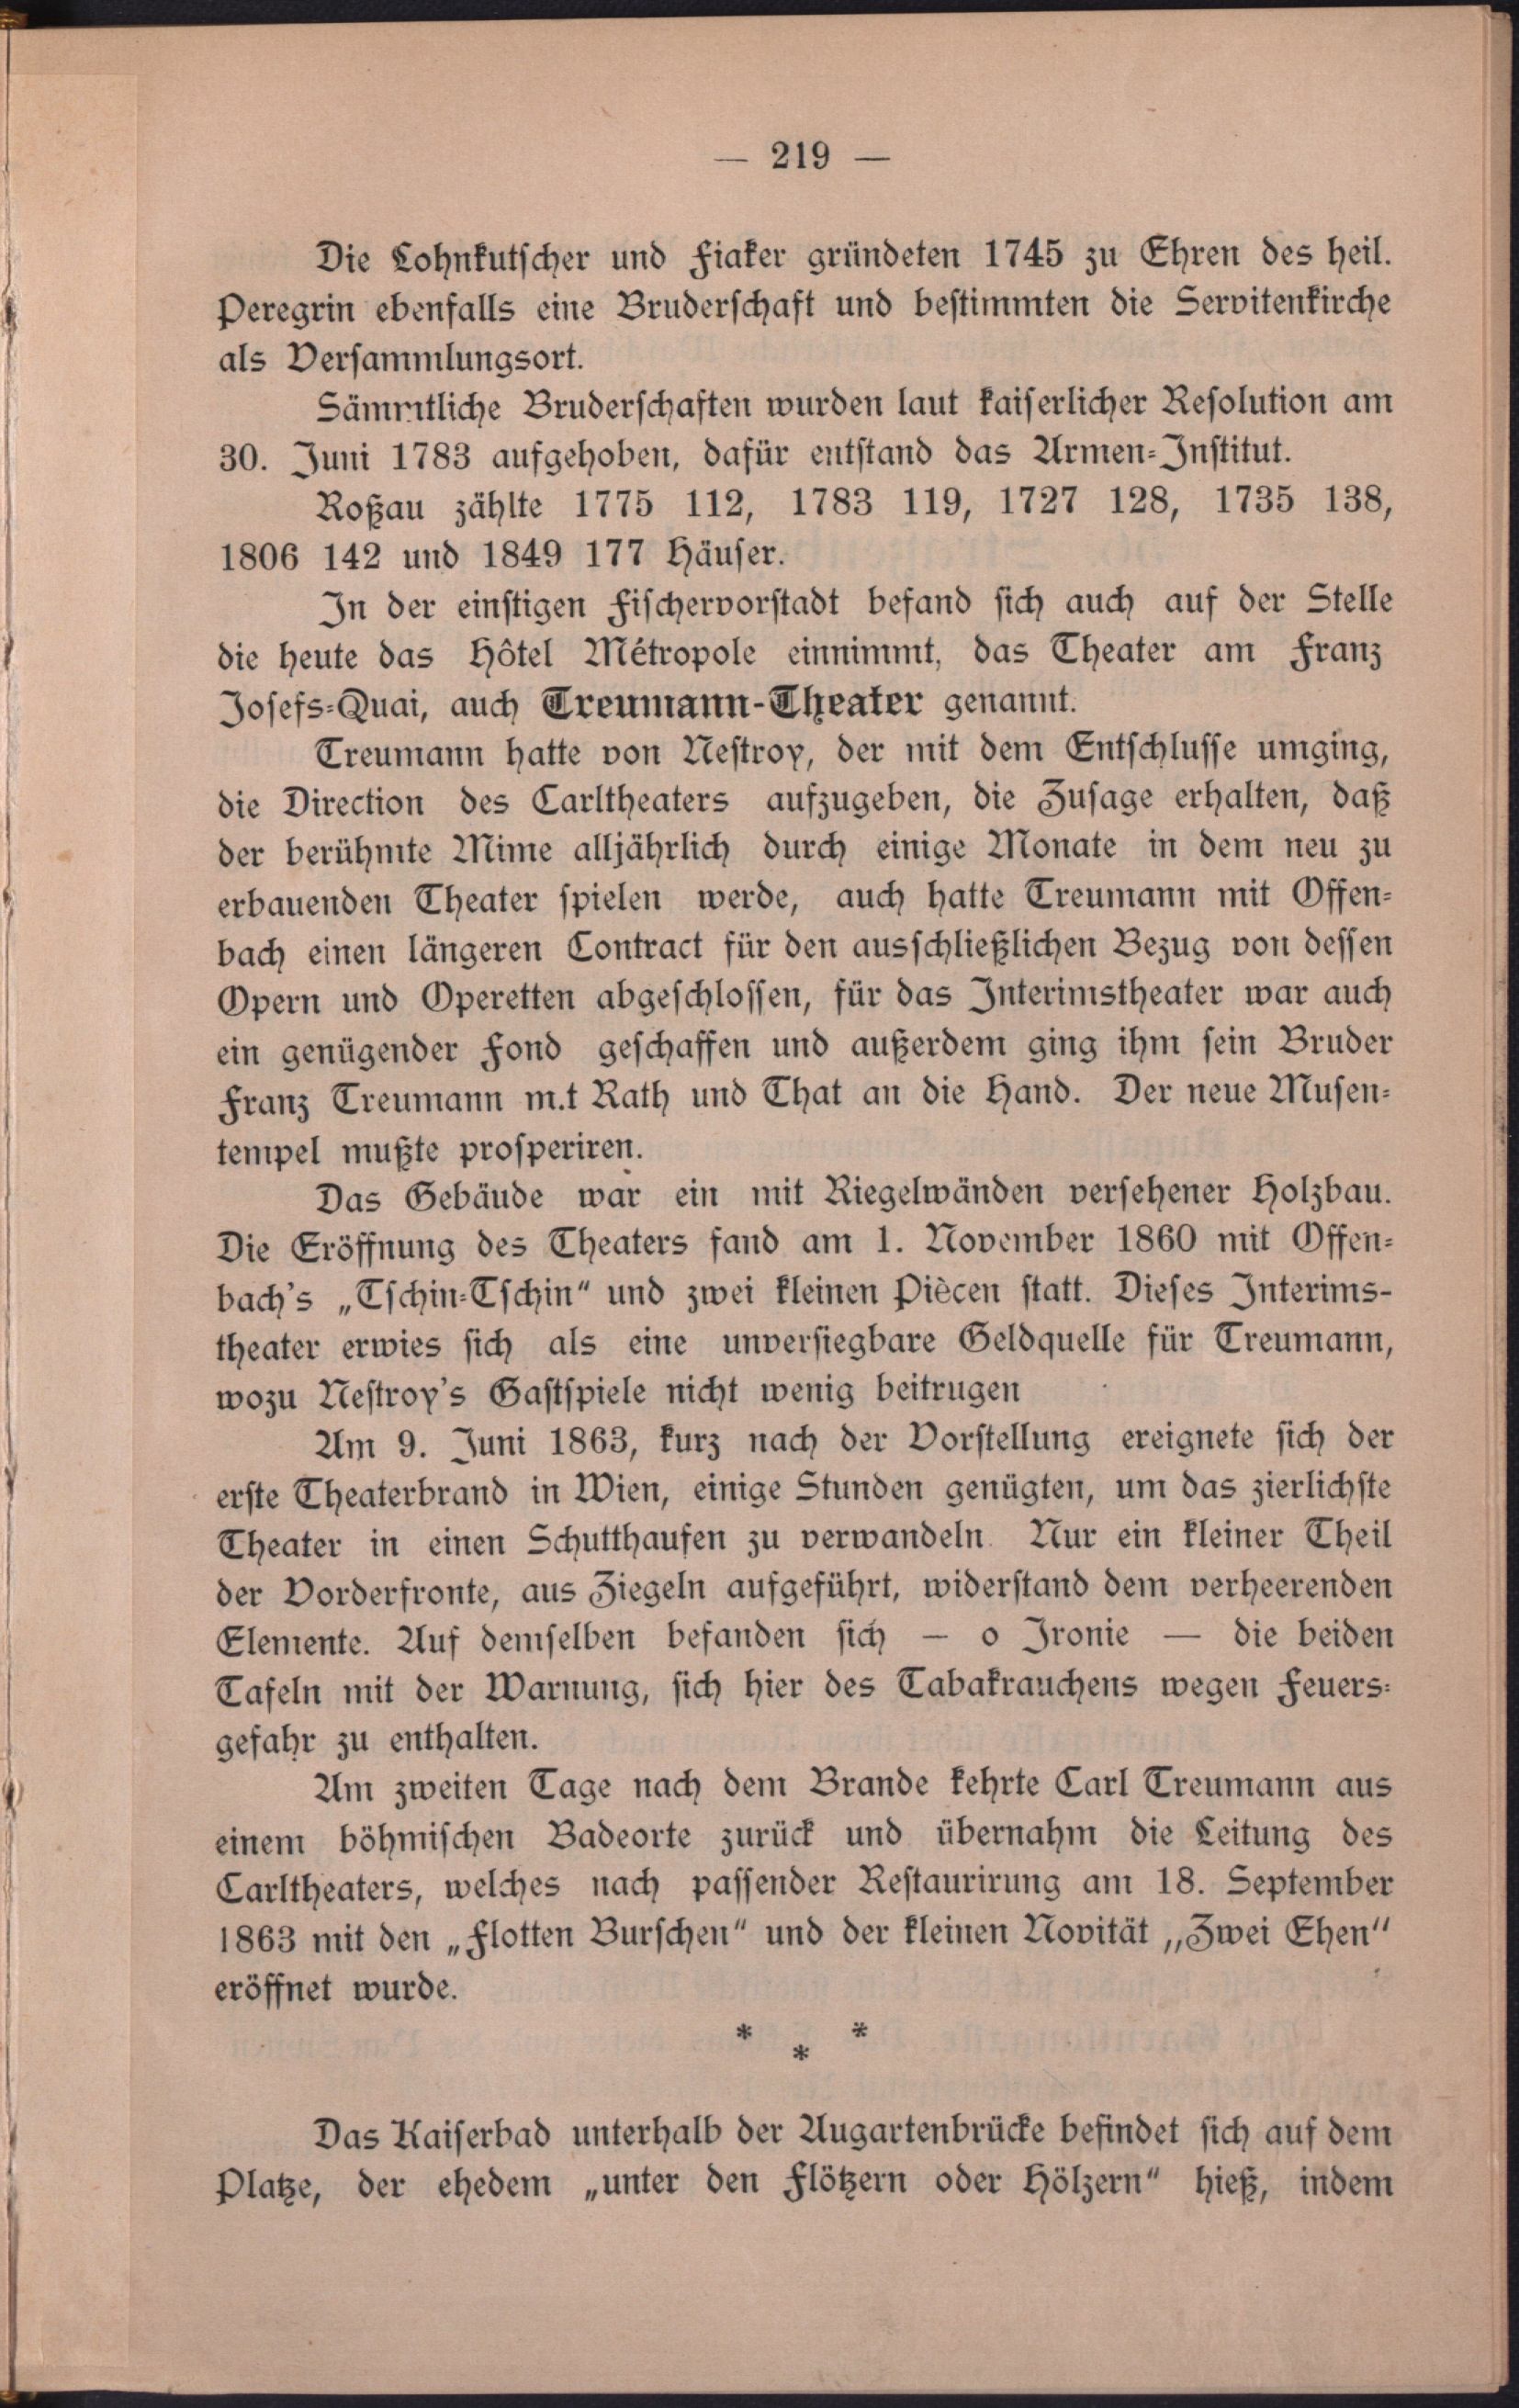 — 219 —
Die Lohnkutscher und Fiaker gründeten 1745 zu Ehren des heil.
Peregrin ebenfalls eine Bruderschaft und bestimmten die Servitenkirche
als Versammlungsort.
Sämmtliche Bruderschaften wurden laut kaiserlicher Resolution am
30. Juni 1783 aufgehoben, dafür entstand das Armen-Institut.
Roßau zählte 1775 112, 1783 119, 1727 128, 1735 138,
1806 142 und 1849 177 Häuser.
In der einstigen Fischervorstadt befand sich auch auf der Stelle
die heute das Hôtel Métropole einnimmt, das Theater am Franz
Josefs-Quai, auch Treumann-Theater genannt.
Treumann hatte von Nestroy, der mit dem Entschlusse umging,
die Direction des Carltheaters aufzugeben, die Zusage erhalten, daß
der berühmte Mime alljährlich durch einige Monate in dem neu zu
erbauenden Theater spielen werde, auch hatte Treumann mit Offen-
bach einen längeren Contract für den ausschließlichen Bezug von dessen
Opern und Operetten abgeschlossen, für das Interimstheater war auch
ein genügender Fond geschaffen und außerdem ging ihm sein Bruder
Franz Treumann m.t Rath und That an die Hand. Der neue Musen-
tempel mußte prosperiren.
Das Gebäude war ein mit Riegelwänden versehener Holzbau.
Die Eröffnung des Theaters fand am 1. November 1860 mit Offen-
bach's „Tschin-Tschin“ und zwei kleinen Piècen statt. Dieses Interims-
theater erwies sich als eine unversiegbare Geldquelle für Treumann,
wozu Nestroy's Gastspiele nicht wenig beitrugen
Am 9. Juni 1863, kurz nach der Vorstellung ereignete sich der
erste Theaterbrand in Wien, einige Stunden genügten, um das zierlichste
Theater in einen Schutthaufen zu verwandeln. Nur ein kleiner Theil
der Vorderfronte, aus Ziegeln aufgeführt, widerstand dem verheerenden
Elemente. Auf demselben befanden sich — o Ironie — die beiden
Tafeln mit der Warnung, sich hier des Tabakrauchens wegen Feuers-
gefahr zu enthalten.
Am zweiten Tage nach dem Brande kehrte Carl Treumann aus
einem böhmischen Badeorte zurück und übernahm die Leitung des
Carltheaters, welches nach passender Restaurirung am 18. September
1863 mit den „Flotten Burschen“ und der kleinen Novität „Zwei Ehen“
eröffnet wurde.
* * *
Das Kaiserbad unterhalb der Augartenbrücke befindet sich auf dem
Platze, der ehedem „unter den Flötzern oder Hölzern“ hieß, indem